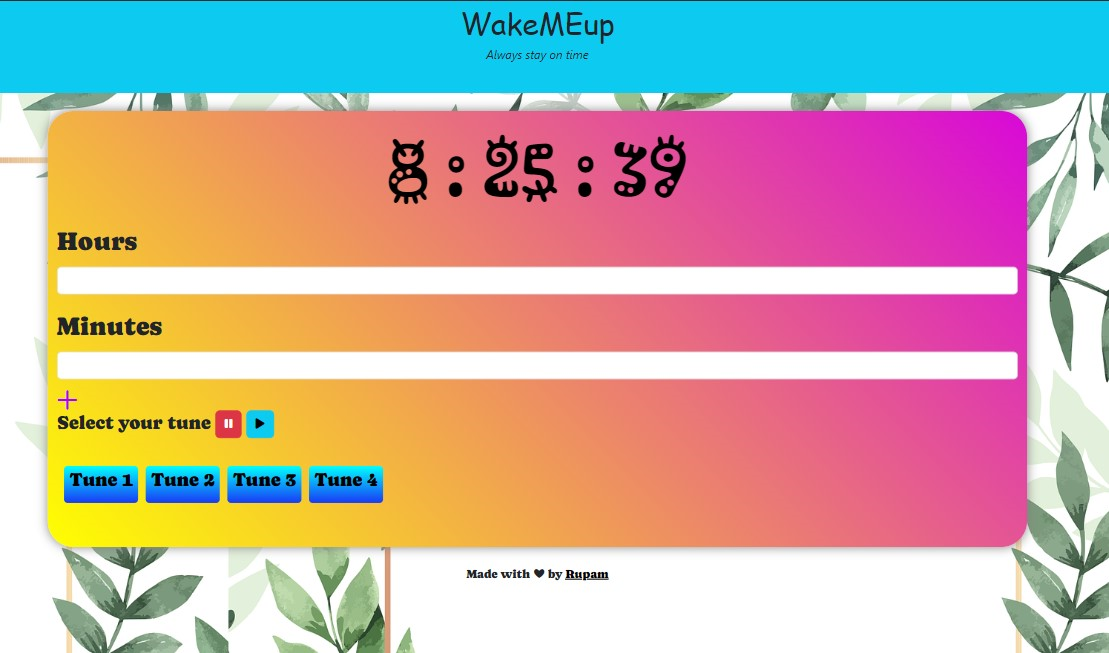 WakeMEup
Always stay on time
8 : 25 : 39
Hours
Minutes
Select your tune
Tune 1 Tune 2 Tune 3 Tune 4
Made with ♥ by Rupam